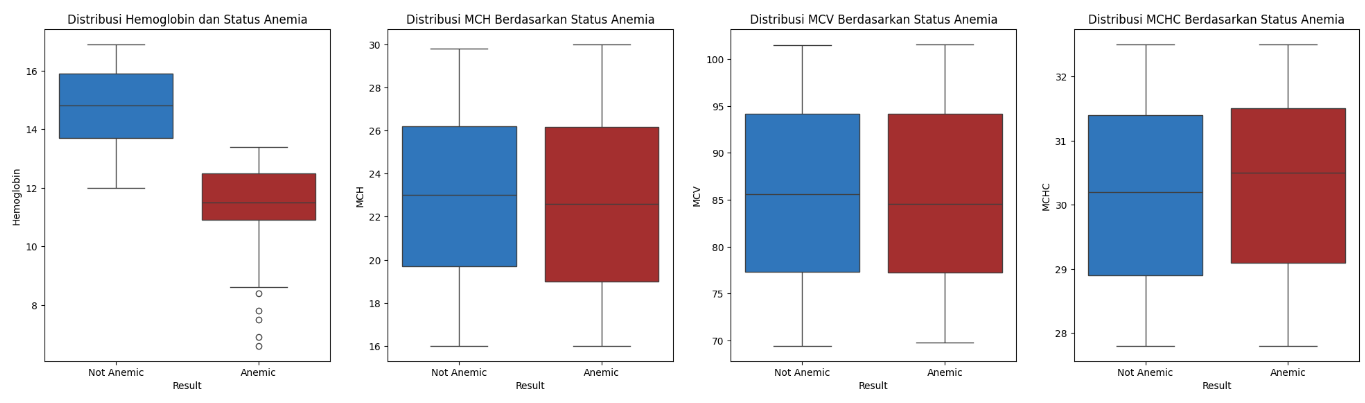 Distribusi Hemoglobin dan Status Anemia
Hemoglobin
16
14
12
10
8
Not Anemic
Anemic
Result
Distribusi MCH Berdasarkan Status Anemia
MCH
30
28
26
24
22
20
18
16
Not Anemic
Anemic
Result
Distribusi MCV Berdasarkan Status Anemia
MCV
100
95
90
85
80
75
70
Not Anemic
Anemic
Result
Distribusi MCHC Berdasarkan Status Anemia
MCHC
32
31
30
29
28
Not Anemic
Anemic
Result